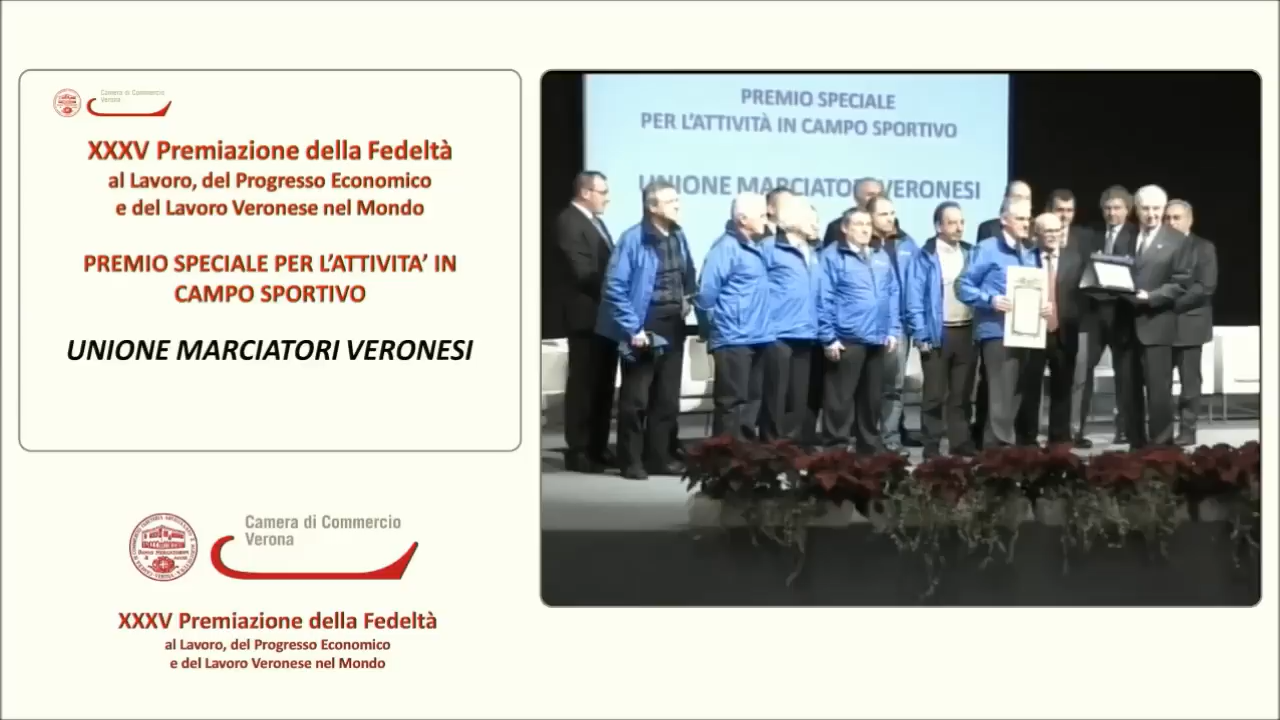 Camera di Commercio
Verona
XXXV Premiazione della Fedeltà
al Lavoro, del Progresso Economico
e del Lavoro Veronese nel Mondo
PREMIO SPECIALE PER L'ATTIVITA' IN
CAMPO SPORTIVO
UNIONE MARCIATORI VERONESI
PREMIO SPECIALE
PER L'ATTIVITÀ IN CAMPO SPORTIVO
UNIONE MARCIATORI VERONESI
Camera di Commercio
Verona
XXXV Premiazione della Fedeltà
al Lavoro, del Progresso Economico
e del Lavoro Veronese nel Mondo